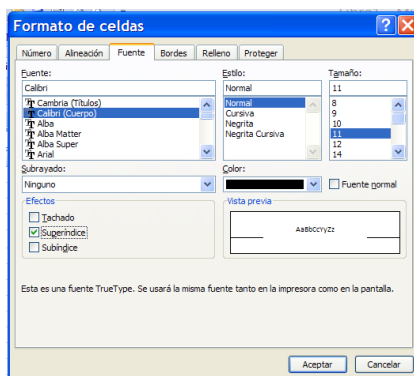 Formato de celdas
Número Alineación Fuente Bordes Relleno Proteger
Fuente: Estilo: Tamaño:
Calibri Normal 11
Cambria (Títulos) Normal 8
Calibri (Cuerpo) Cursiva 9
Alba Negrita 10
Alba Matter Negrita Cursiva 11
Alba Super 12
Arial 14
Subrayado: Color:
Ninguno Fuente normal
Efectos Vista previa
Tachado
Superíndice AaBbCcYyZz
Subíndice
Esta es una fuente TrueType. Se usará la misma fuente tanto en la impresora como en la pantalla.
Aceptar Cancelar